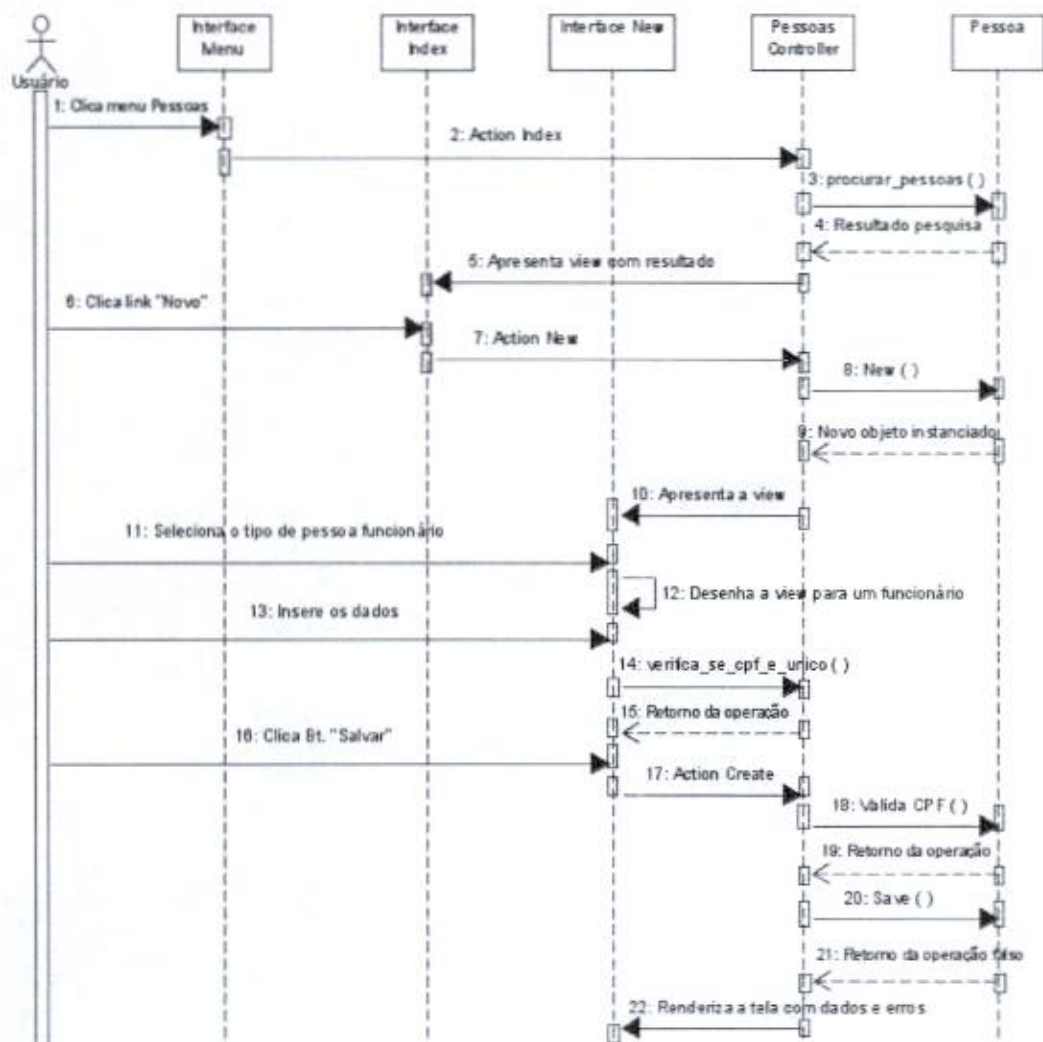 Interface
Menu
Interface
Index
Interface New
Pessoas
Controller
Pessoa
Usuário
1: Clica menu Pessoas
2: Action Index
3: procurar_pessoas ( )
4: Resultado pesquisa
5: Apresenta view com resultado
6: Clica link "Novo"
7: Action New
8: New ( )
9: Novo objeto instanciado
10: Apresenta a view
11: Seleciona o tipo de pessoa funcionário
12: Desenha a view para um funcionário
13: Insere os dados
14: verifica_se_cpf_e_unico ( )
15: Retorno da operação
16: Clica Bt. "Salvar"
17: Action Create
18: Valida CPF ( )
19: Retorno da operação
20: Save ( )
21: Retorno da operação falso
22: Renderiza a tela com dados e erros